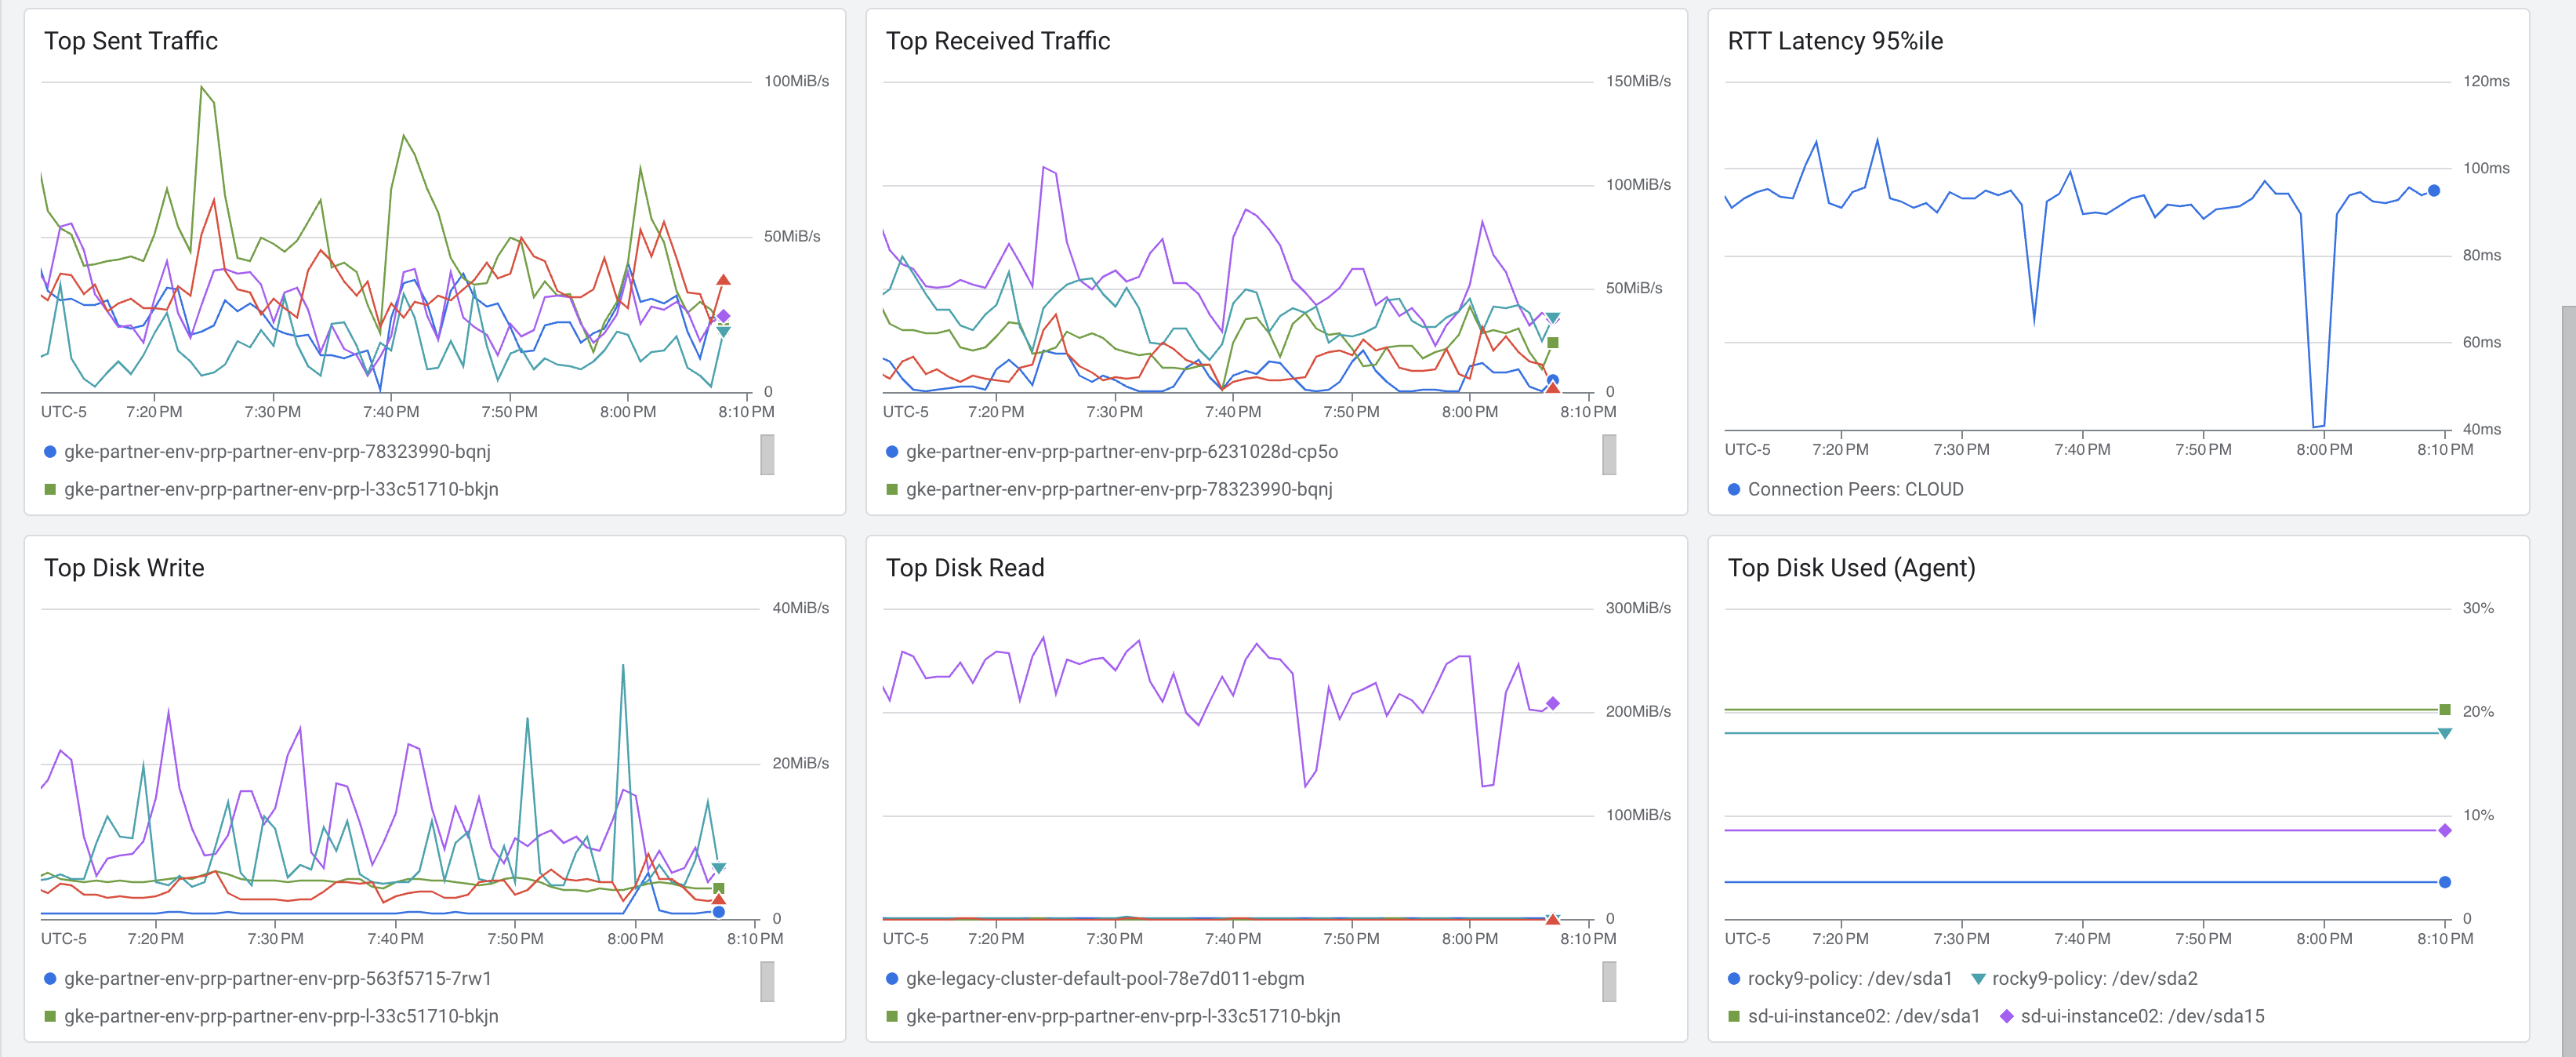 Top Sent Traffic
100MiB/s
50MiB/s
0
UTC-5 7:20 PM 7:30 PM 7:40 PM 7:50 PM 8:00 PM 8:10 PM
gke-partner-env-prp-partner-env-prp-78323990-bqnj
gke-partner-env-prp-partner-env-prp-l-33c51710-bkjn
Top Received Traffic
150MiB/s
100MiB/s
50MiB/s
0
UTC-5 7:20 PM 7:30 PM 7:40 PM 7:50 PM 8:00 PM 8:10 PM
gke-partner-env-prp-partner-env-prp-6231028d-cp5o
gke-partner-env-prp-partner-env-prp-78323990-bqnj
RTT Latency 95%ile
120ms
100ms
80ms
60ms
40ms
UTC-5 7:20 PM 7:30 PM 7:40 PM 7:50 PM 8:00 PM 8:10 PM
Connection Peers: CLOUD
Top Disk Write
40MiB/s
20MiB/s
0
UTC-5 7:20 PM 7:30 PM 7:40 PM 7:50 PM 8:00 PM 8:10 PM
gke-partner-env-prp-partner-env-prp-563f5715-7rw1
gke-partner-env-prp-partner-env-prp-l-33c51710-bkjn
Top Disk Read
300MiB/s
200MiB/s
100MiB/s
0
UTC-5 7:20 PM 7:30 PM 7:40 PM 7:50 PM 8:00 PM 8:10 PM
gke-legacy-cluster-default-pool-78e7d011-ebgm
gke-partner-env-prp-partner-env-prp-l-33c51710-bkjn
Top Disk Used (Agent)
30%
20%
10%
0
UTC-5 7:20 PM 7:30 PM 7:40 PM 7:50 PM 8:00 PM 8:10 PM
rocky9-policy: /dev/sda1 rocky9-policy: /dev/sda2
sd-ui-instance02: /dev/sda1 sd-ui-instance02: /dev/sda15